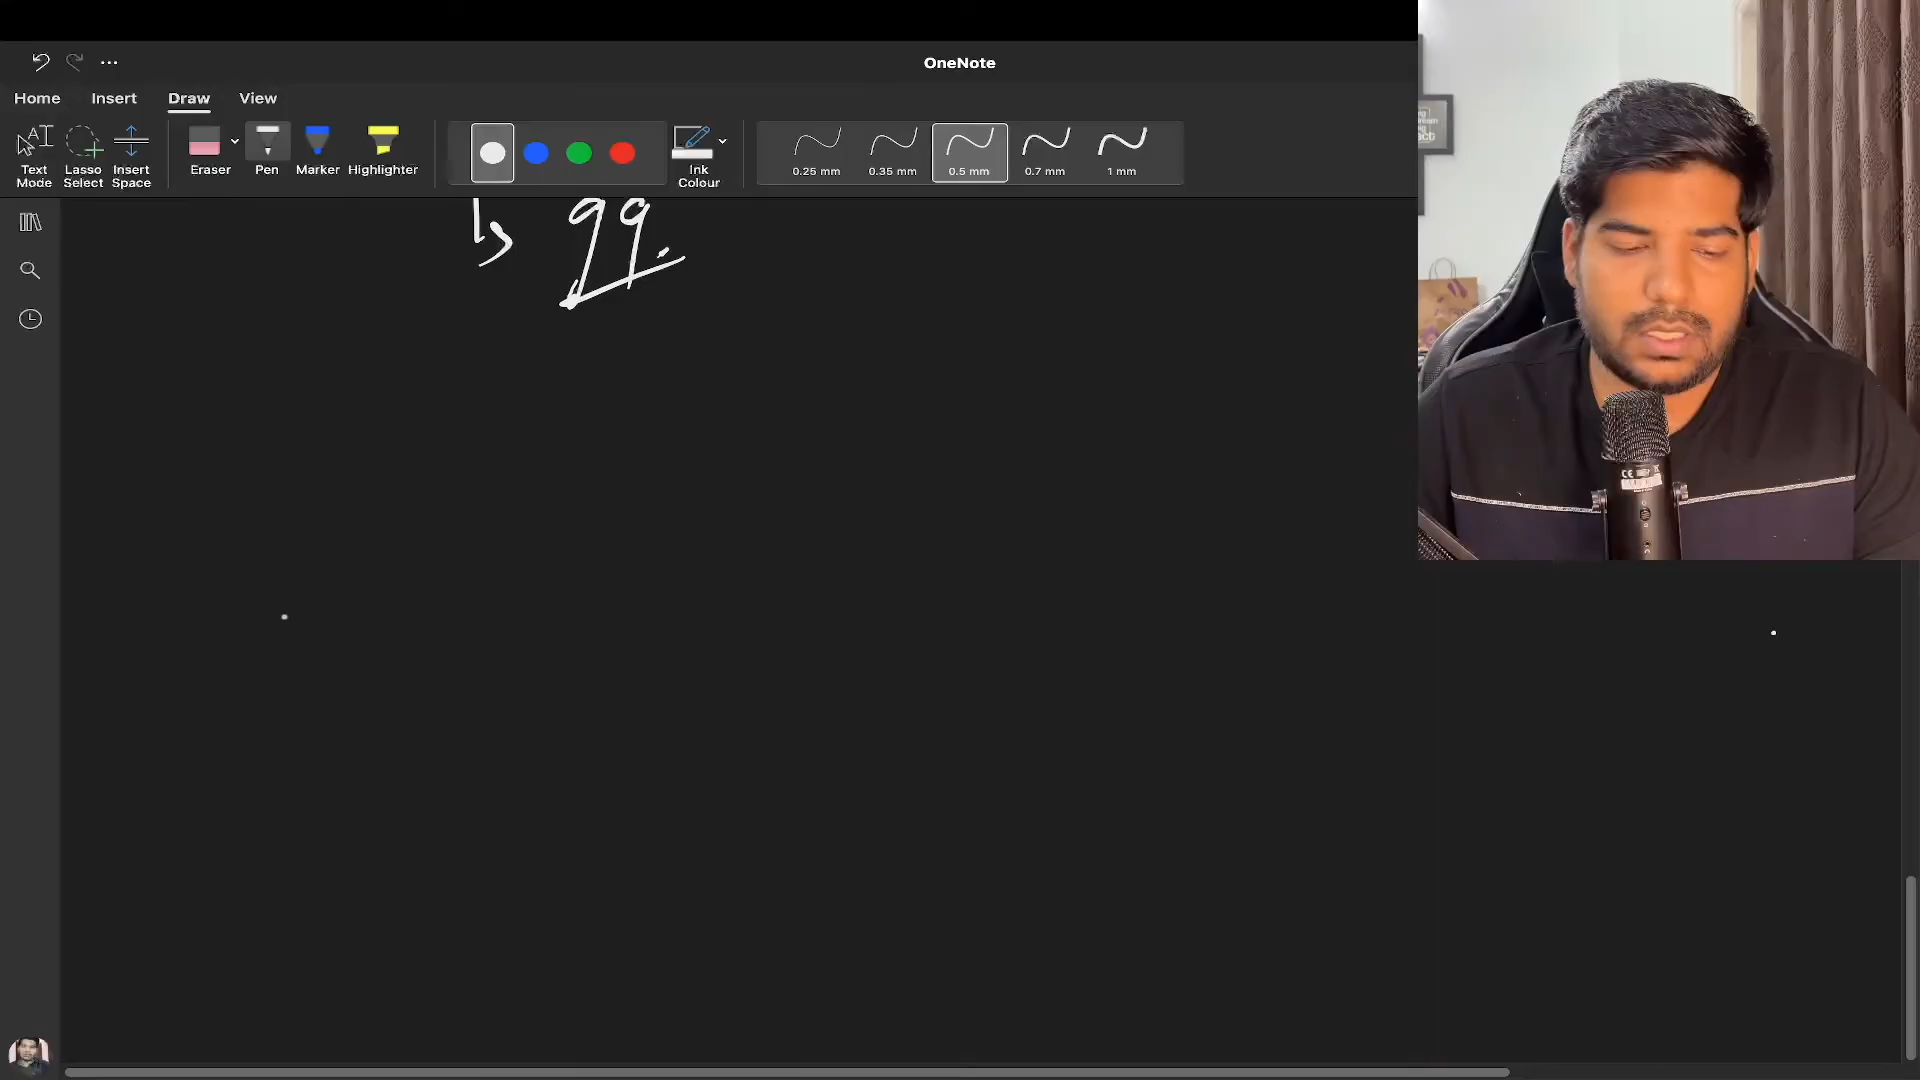 OneNote
Home Insert Draw View
Text Mode
Lasso Select
Insert Space
Eraser
Pen
Marker
Highlighter
Ink Colour
0.25 mm
0.35 mm
0.5 mm
0.7 mm
1 mm
99.